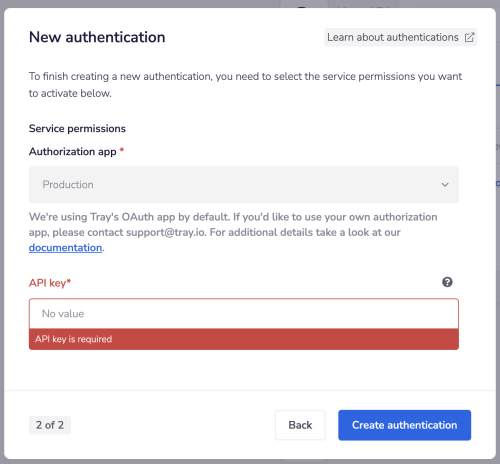 New authentication
Learn about authentications
To finish creating a new authentication, you need to select the service permissions you want
to activate below.
Service permissions
Authorization app *
Production
We're using Tray's OAuth app by default. If you'd like to use your own authorization
app, please contact support@tray.io. For additional details take a look at our
documentation.
API key*
No value
API key is required
2 of 2
Back
Create authentication